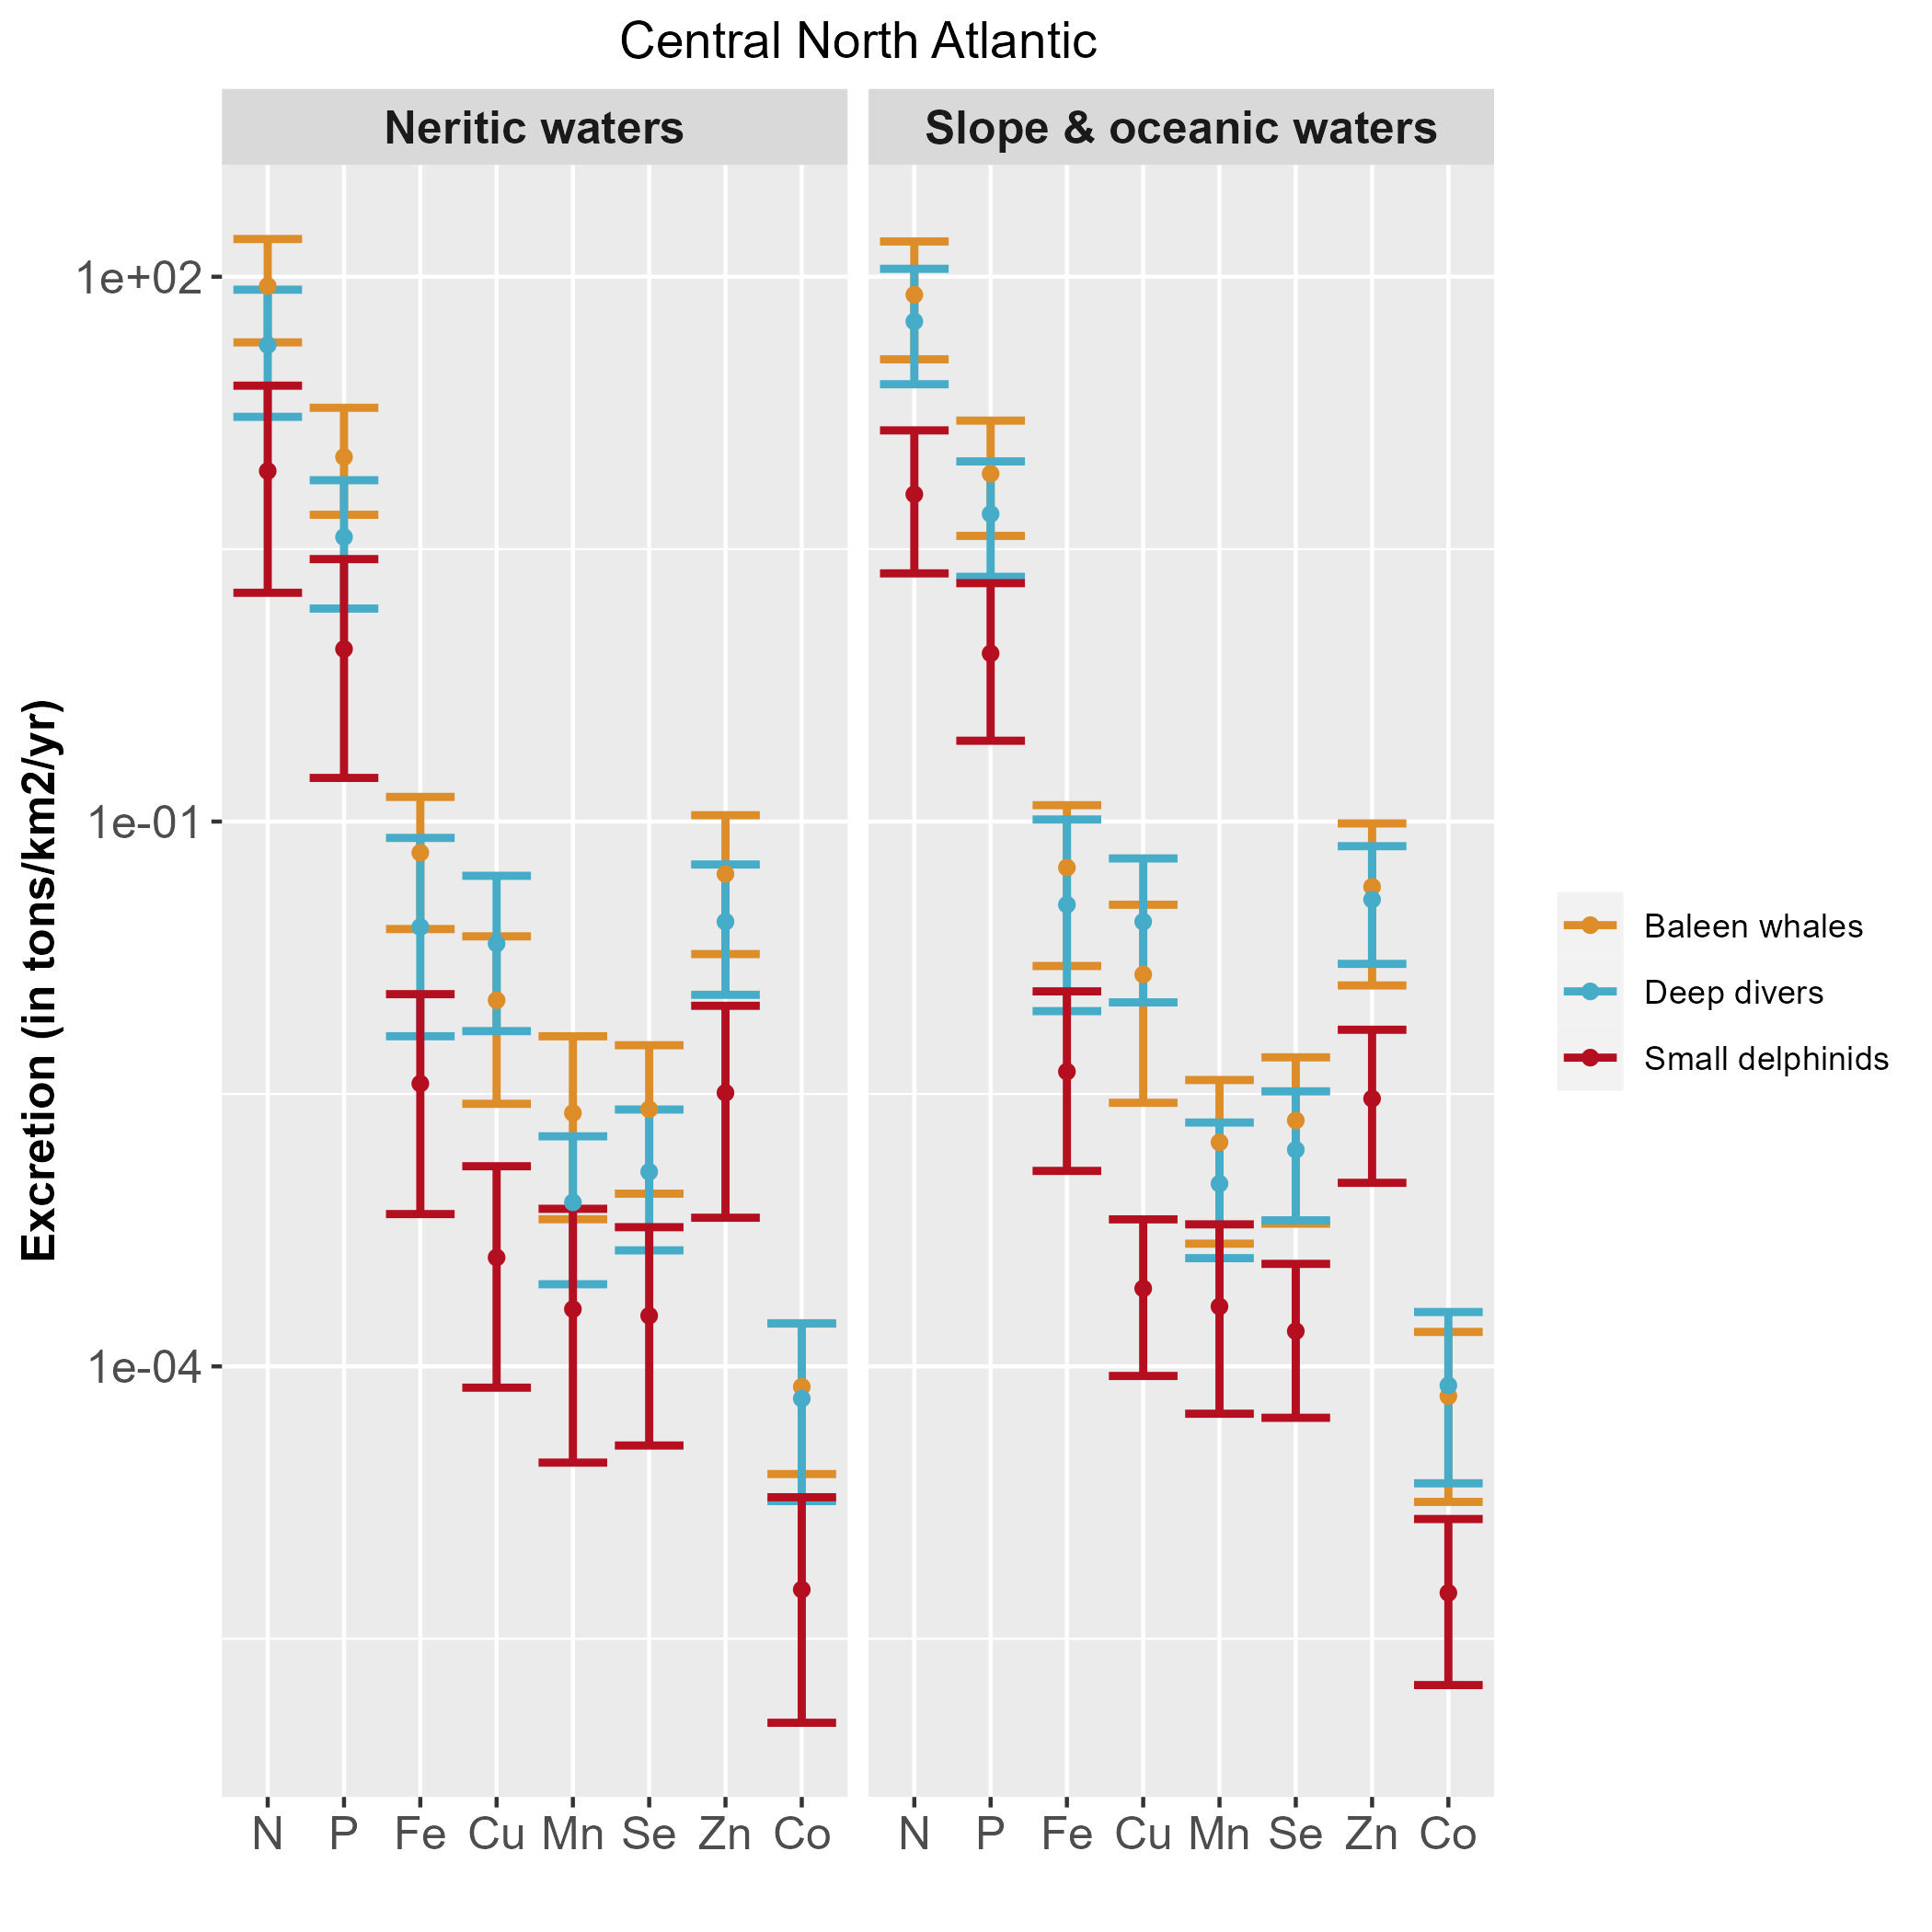 Central North Atlantic
Neritic waters
Slope & oceanic waters
Excretion (in tons/km2/yr)
1e+02
1e-01
1e-04
N P Fe Cu Mn Se Zn Co
N P Fe Cu Mn Se Zn Co
Baleen whales
Deep divers
Small delphinids